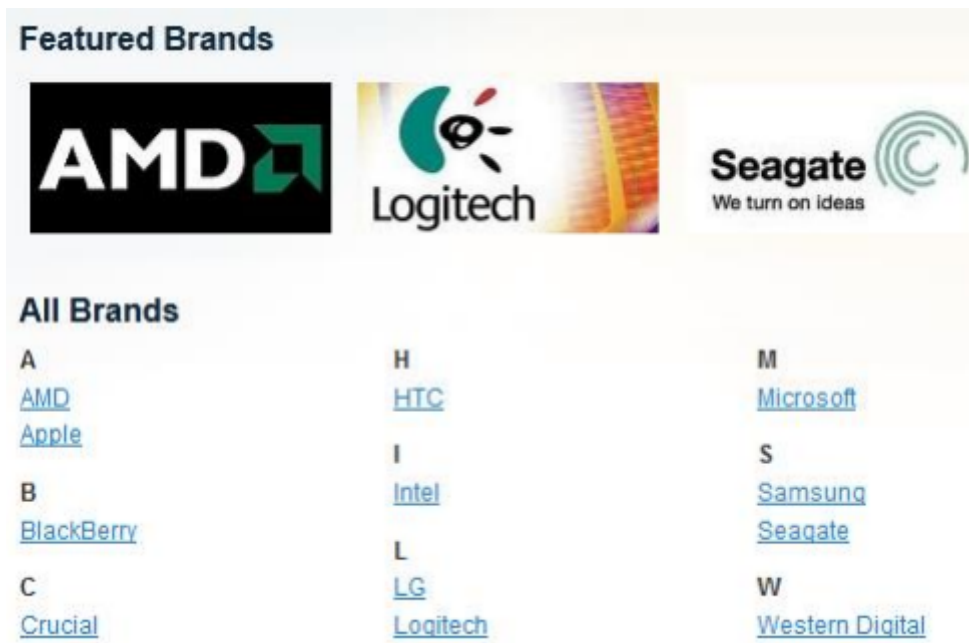 Featured Brands
AMD
Logitech
Seagate
We turn on ideas
All Brands
A
AMD
Apple
B
BlackBerry
C
Crucial
H
HTC
I
Intel
L
LG
Logitech
M
Microsoft
S
Samsung
Seagate
W
Western Digital